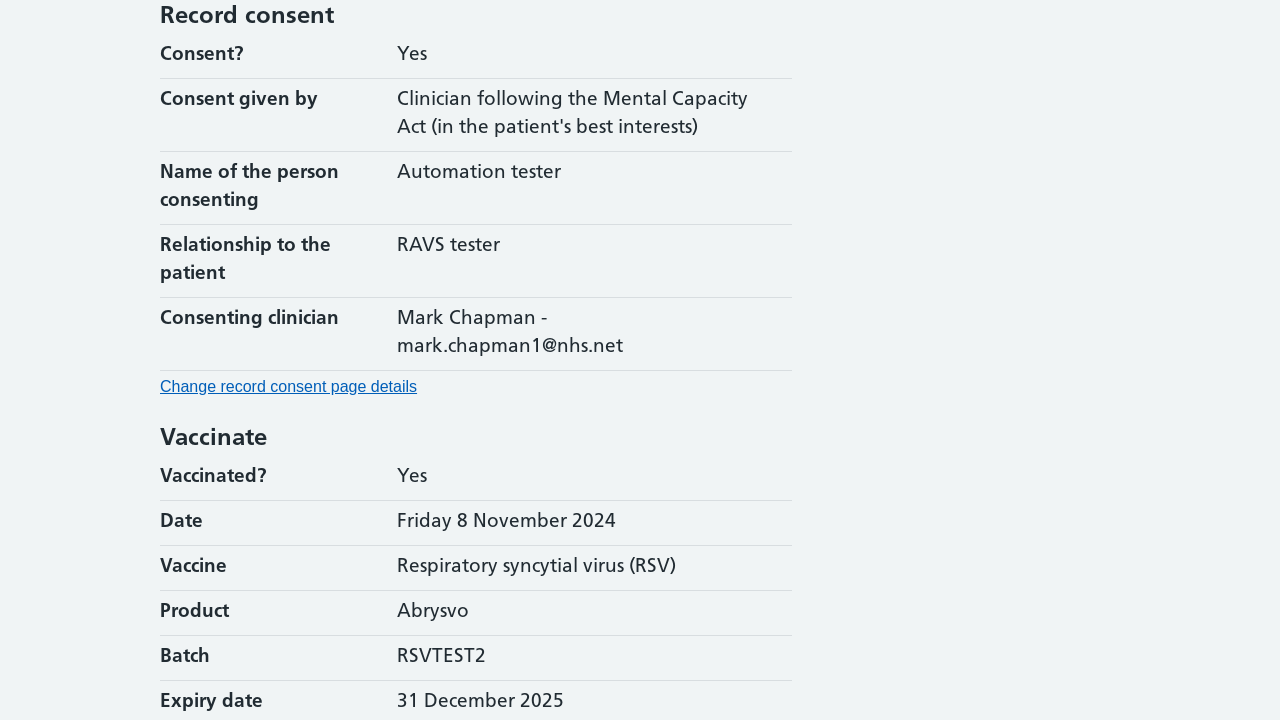 Record consent
Consent? Yes
Consent given by Clinician following the Mental Capacity
Act (in the patient's best interests)
Name of the person Automation tester
consenting
Relationship to the RAVS tester
patient
Consenting clinician Mark Chapman -
mark.chapman1@nhs.net
Change record consent page details
Vaccinate
Vaccinated? Yes
Date Friday 8 November 2024
Vaccine Respiratory syncytial virus (RSV)
Product Abrysvo
Batch RSVTEST2
Expiry date 31 December 2025